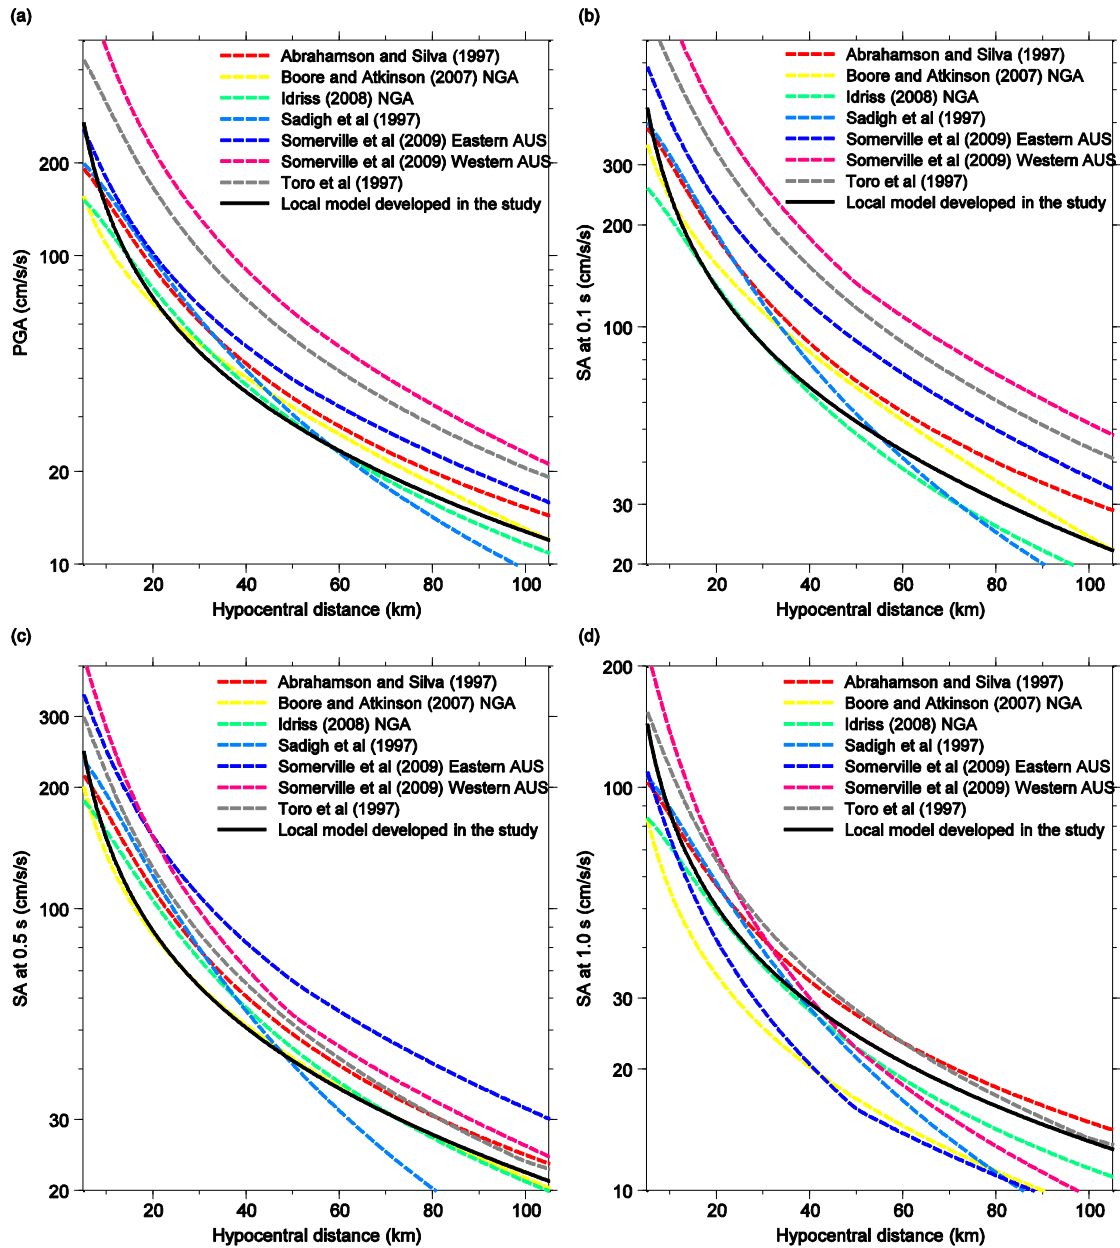 (a)
Abrahamson and Silva (1997)
Boore and Atkinson (2007) NGA
Idriss (2008) NGA
Sadigh et al (1997)
Somerville et al (2009) Eastern AUS
Somerville et al (2009) Western AUS
Toro et al (1997)
Local model developed in the study
200
100
20
10
PGA (cm/s/s)
20 40 60 80 100
Hypocentral distance (km)
(b)
Abrahamson and Silva (1997)
Boore and Atkinson (2007) NGA
Idriss (2008) NGA
Sadigh et al (1997)
Somerville et al (2009) Eastern AUS
Somerville et al (2009) Western AUS
Toro et al (1997)
Local model developed in the study
300
200
100
30
20
SA at 0.1 s (cm/s/s)
20 40 60 80 100
Hypocentral distance (km)
(c)
Abrahamson and Silva (1997)
Boore and Atkinson (2007) NGA
Idriss (2008) NGA
Sadigh et al (1997)
Somerville et al (2009) Eastern AUS
Somerville et al (2009) Western AUS
Toro et al (1997)
Local model developed in the study
300
200
100
30
20
SA at 0.5 s (cm/s/s)
20 40 60 80 100
Hypocentral distance (km)
(d)
Abrahamson and Silva (1997)
Boore and Atkinson (2007) NGA
Idriss (2008) NGA
Sadigh et al (1997)
Somerville et al (2009) Eastern AUS
Somerville et al (2009) Western AUS
Toro et al (1997)
Local model developed in the study
200
100
30
20
10
SA at 1.0 s (cm/s/s)
20 40 60 80 100
Hypocentral distance (km)